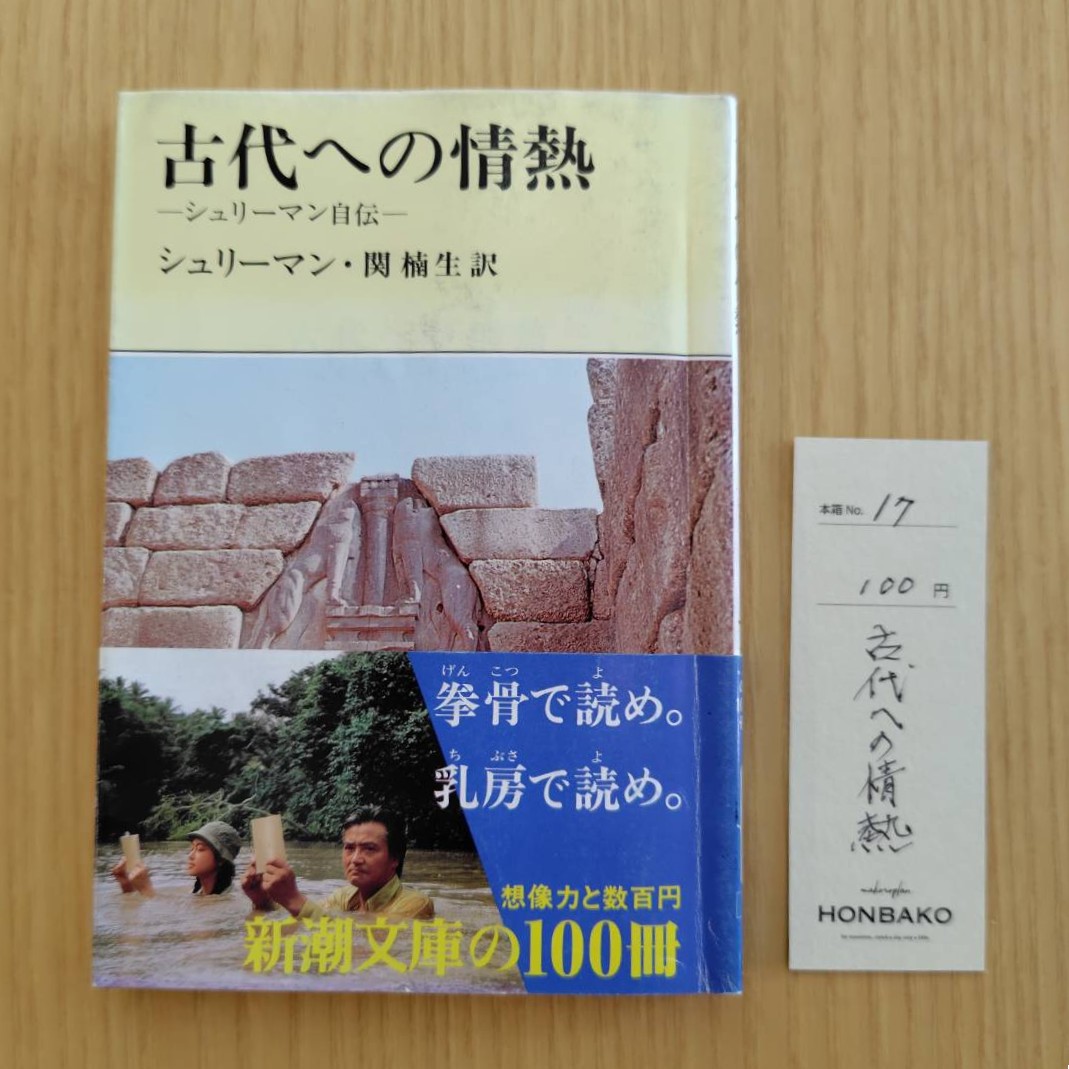 古代への情熱
―シュリーマン自伝―
シュリーマン・関楠生訳
げんこつ よ
拳骨で読め。
ちぶさ よ
乳房で読め。
想像力と数百円
新潮文庫の100冊
本箱 No. 17
100 円
古代への情熱
HONBAKO